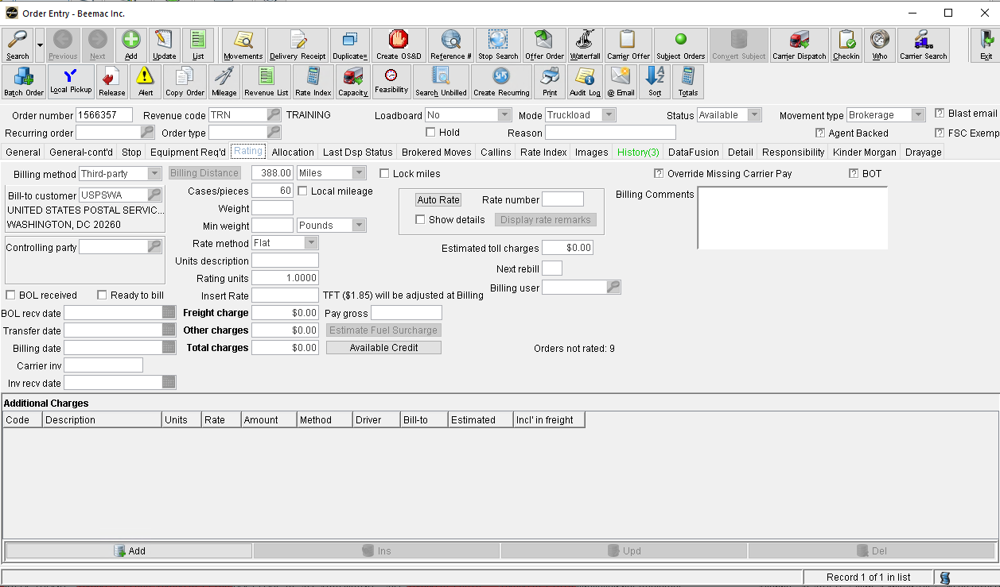 Order Entry - Beemac Inc.
Search Previous Next Add Update List Movements Delivery Receipt Duplicate= Create OS&D Reference # Stop Search Offer Order Waterfall Carrier Offer Subject Orders Convert Subject Carrier Dispatch Checkin Who Carrier Search Exit
Batch Order Local Pickup Release Alert Copy Order Mileage Revenue List Rate Index Capacity Feasibility Search Unbilled Create Recurring Print Audit Log @ Email Sort Totals
Order number 1566357 Revenue code TRN TRAINING Loadboard No Mode Truckload Status Available Movement type Brokerage ? Blast email
Recurring order Order type Hold Reason ? Agent Backed ? FSC Exemp
General General-cont'd Stop Equipment Req'd Rating Allocation Last Dsp Status Brokered Moves Callins Rate Index Images History(3) DataFusion Detail Responsibility Kinder Morgan Drayage
Billing method Third-party Billing Distance 388.00 Miles Lock miles ? Override Missing Carrier Pay ? BOT
Bill-to customer USPSWA Cases/pieces 60 Local mileage Auto Rate Rate number Billing Comments
UNITED STATES POSTAL SERVIC... Weight
WASHINGTON, DC 20260 Min weight Pounds Show details Display rate remarks
Controlling party Rate method Flat Estimated toll charges $0.00
Units description
Rating units 1.0000 Next rebill
BOL received Ready to bill Insert Rate TFT ($1.85) will be adjusted at Billing Billing user
BOL recv date Freight charge $0.00 Pay gross
Transfer date Other charges $0.00 Estimate Fuel Surcharge
Billing date Total charges $0.00 Available Credit Orders not rated: 9
Carrier inv
Inv recv date
Additional Charges
Code Description Units Rate Amount Method Driver Bill-to Estimated Incl' in freight
Add Ins Upd Del
Record 1 of 1 in list